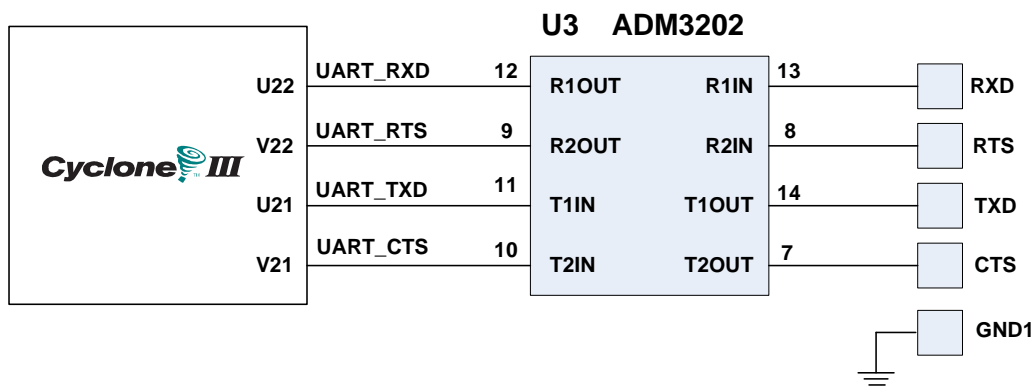 U3 ADM3202
UART_RXD 12 13
U22 R1OUT R1IN RXD
UART_RTS 9 8
V22 R2OUT R2IN RTS
Cyclone III
UART_TXD 11 14
U21 T1IN T1OUT TXD
UART_CTS 10 7
V21 T2IN T2OUT CTS
GND1